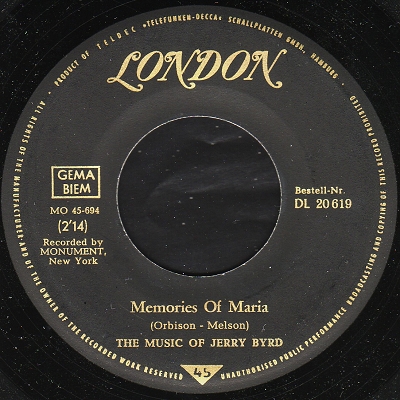 PRODUCT OF TELDEC »TELEFUNKEN-DECCA« SCHALLPLATTEN GMBH. HAMBURG
ALL RIGHTS OF THE MANUFACTURER AND OF THE OWNER OF THE RECORDED WORK RESERVED
UNAUTHORISED PUBLIC PERFORMANCE BROADCASTING AND COPYING OF THIS RECORD PROHIBITED
LONDON
GEMA
BIEM
MO 45-694
(2'14)
Recorded by
MONUMENT,
New York
Bestell-Nr.
DL 20 619
Memories Of Maria
(Orbison - Melson)
THE MUSIC OF JERRY BYRD
45